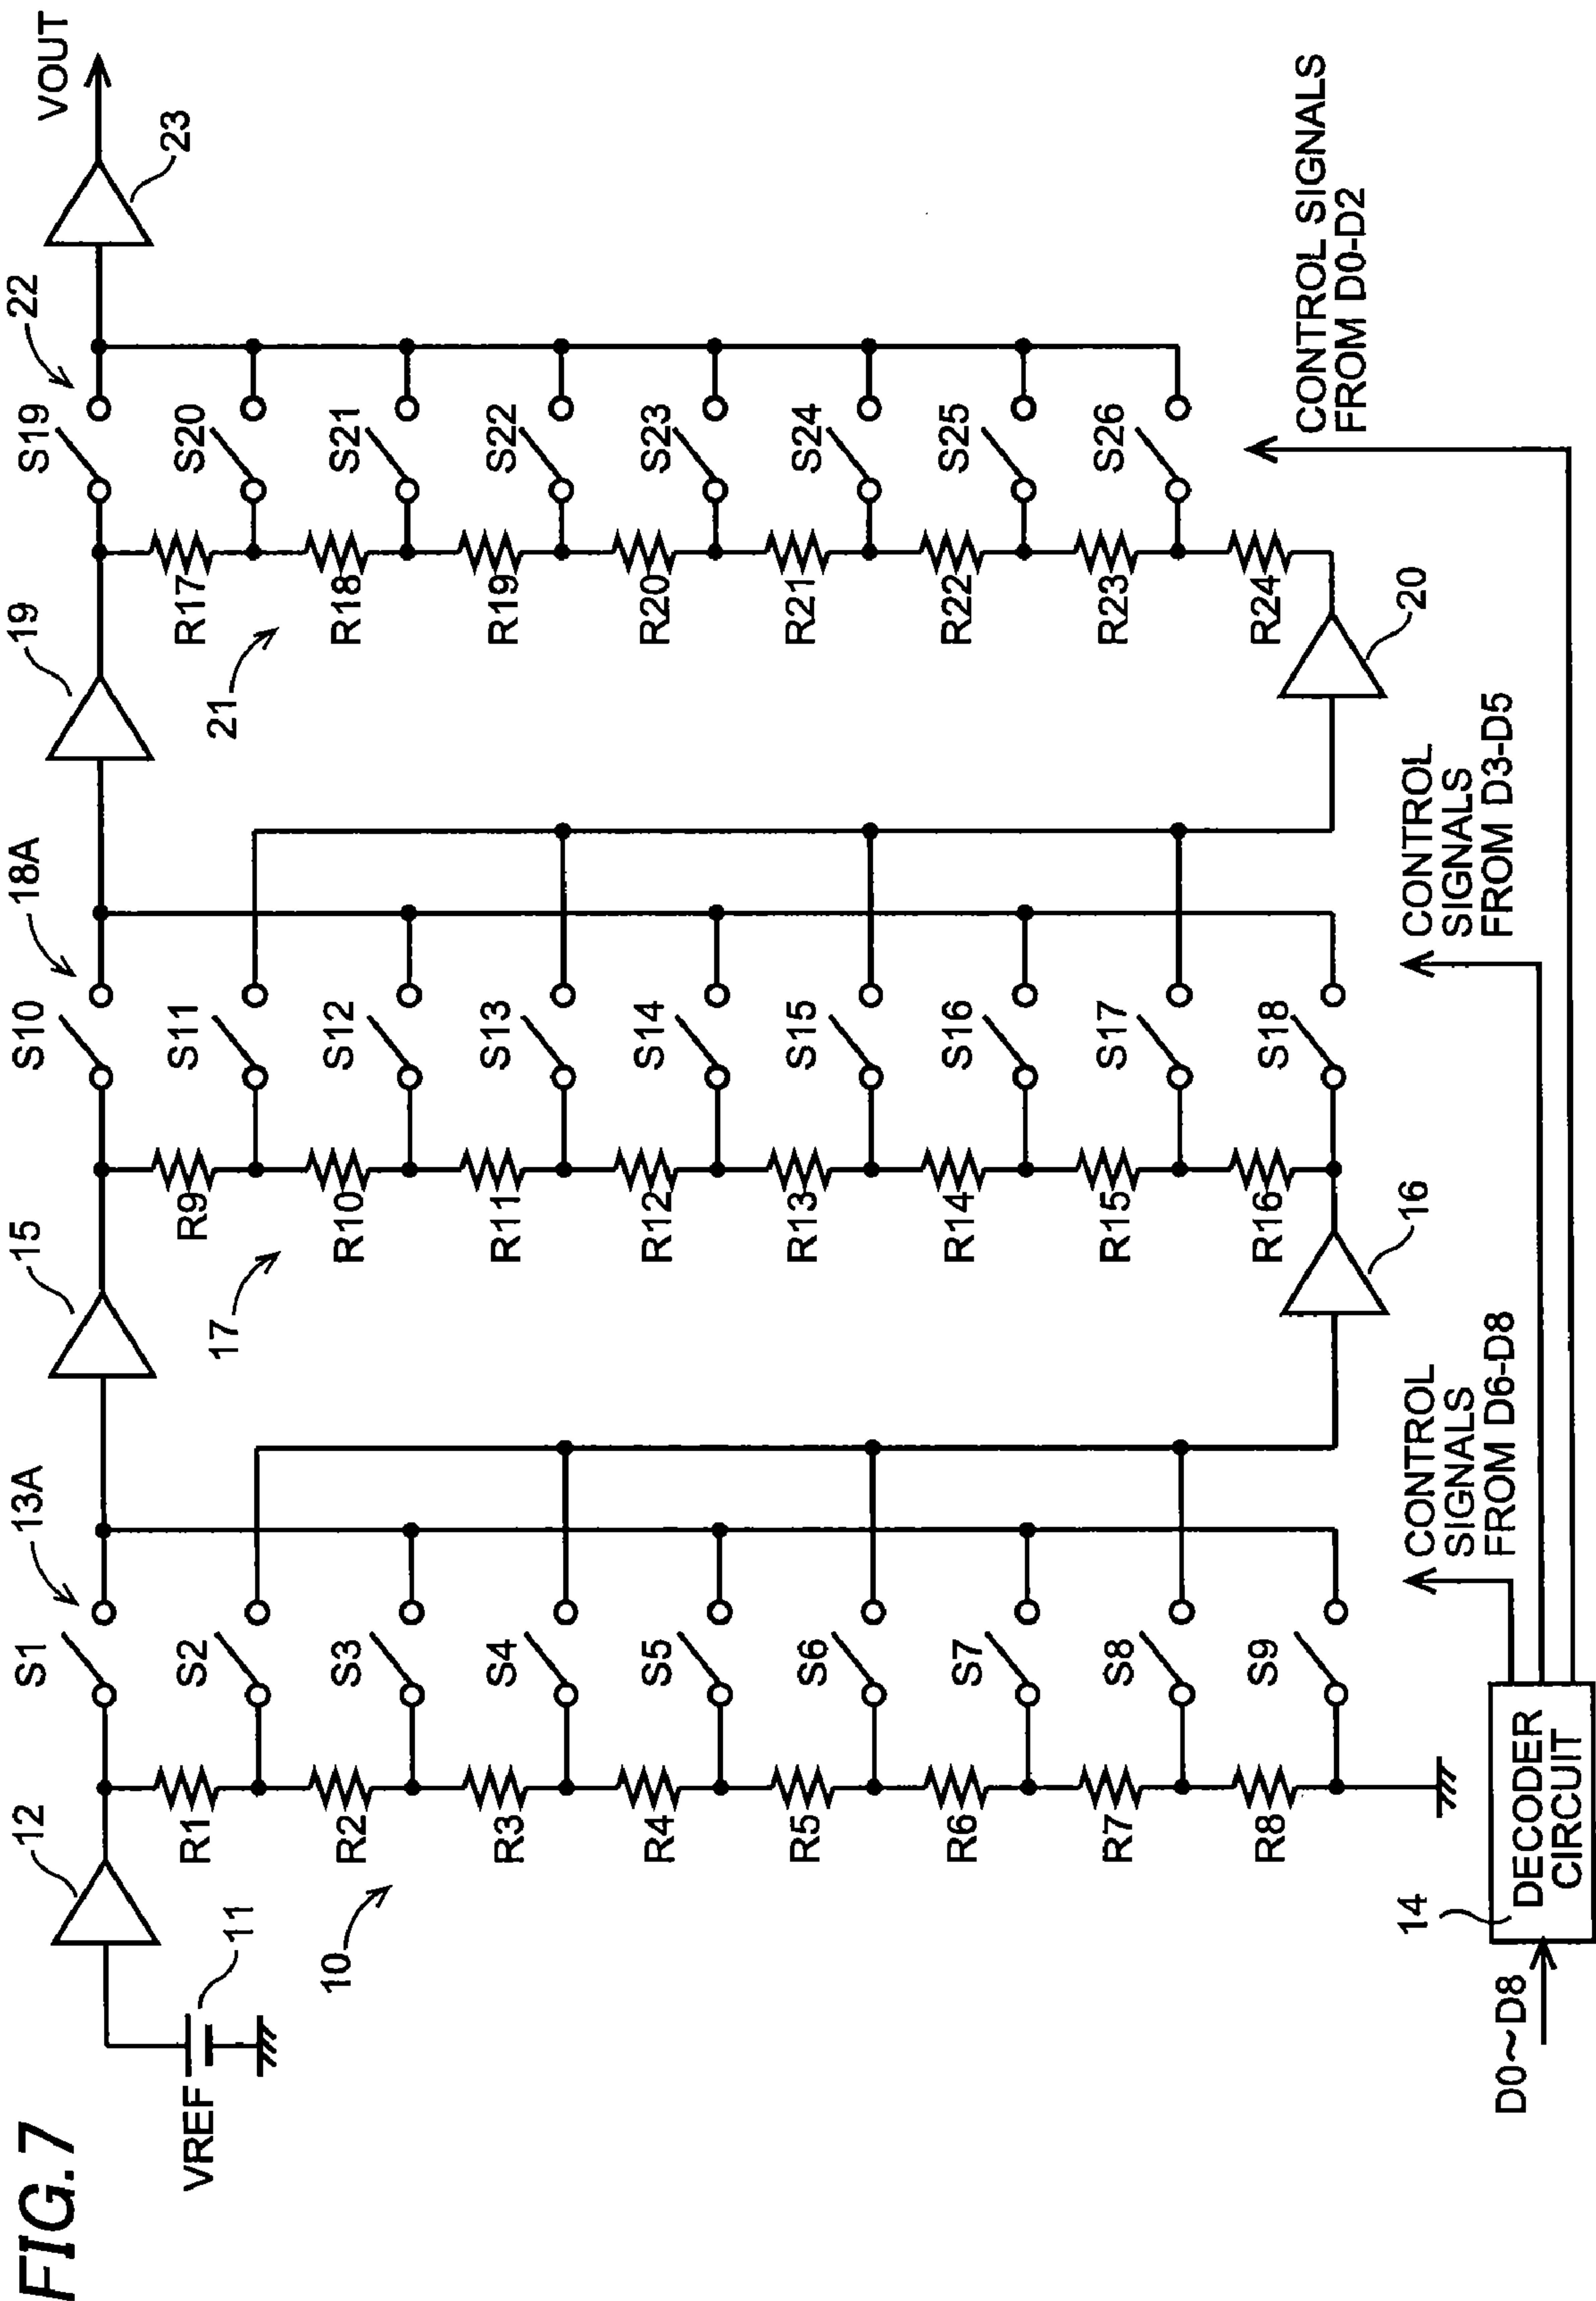 FIG.7
VREF
11
12
10
R1
R2
R3
R4
R5
R6
R7
R8
S1
S2
S3
S4
S5
S6
S7
S8
S9
13A
15
17
16
R9
R10
R11
R12
R13
R14
R15
R16
S10
S11
S12
S13
S14
S15
S16
S17
S18
18A
19
21
20
R17
R18
R19
R20
R21
R22
R23
R24
S19
S20
S21
S22
S23
S24
S25
S26
22
23
VOUT
D0~D8
14
DECODER
CIRCUIT
CONTROL
SIGNALS
FROM D6-D8
CONTROL
SIGNALS
FROM D3-D5
CONTROL SIGNALS
FROM D0-D2